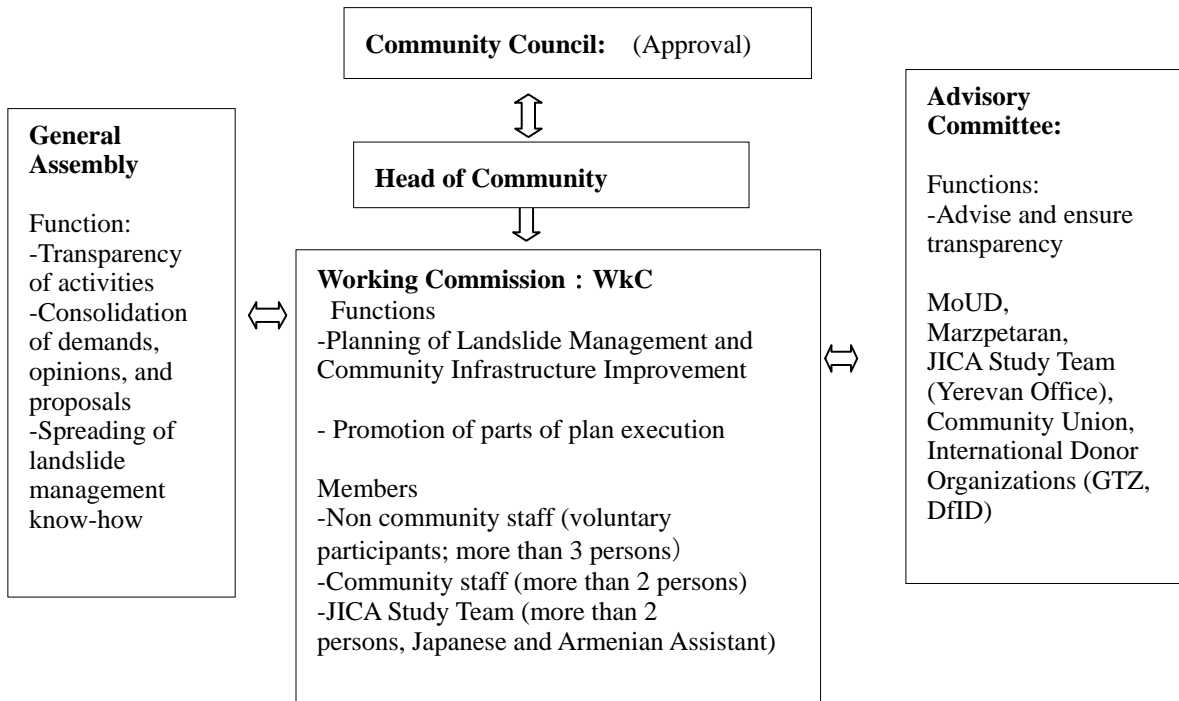 Community Council: (Approval)
Head of Community
General
Assembly
Function:
-Transparency
of activities
-Consolidation
of demands,
opinions, and
proposals
-Spreading of
landslide
management
know-how
Working Commission：WkC
Functions
-Planning of Landslide Management and
Community Infrastructure Improvement
- Promotion of parts of plan execution
Members
-Non community staff (voluntary
participants; more than 3 persons）
-Community staff (more than 2 persons)
-JICA Study Team (more than 2
persons, Japanese and Armenian Assistant)
Advisory
Committee:
Functions:
-Advise and ensure
transparency
MoUD,
Marzpetaran,
JICA Study Team
(Yerevan Office),
Community Union,
International Donor
Organizations (GTZ,
DfID)